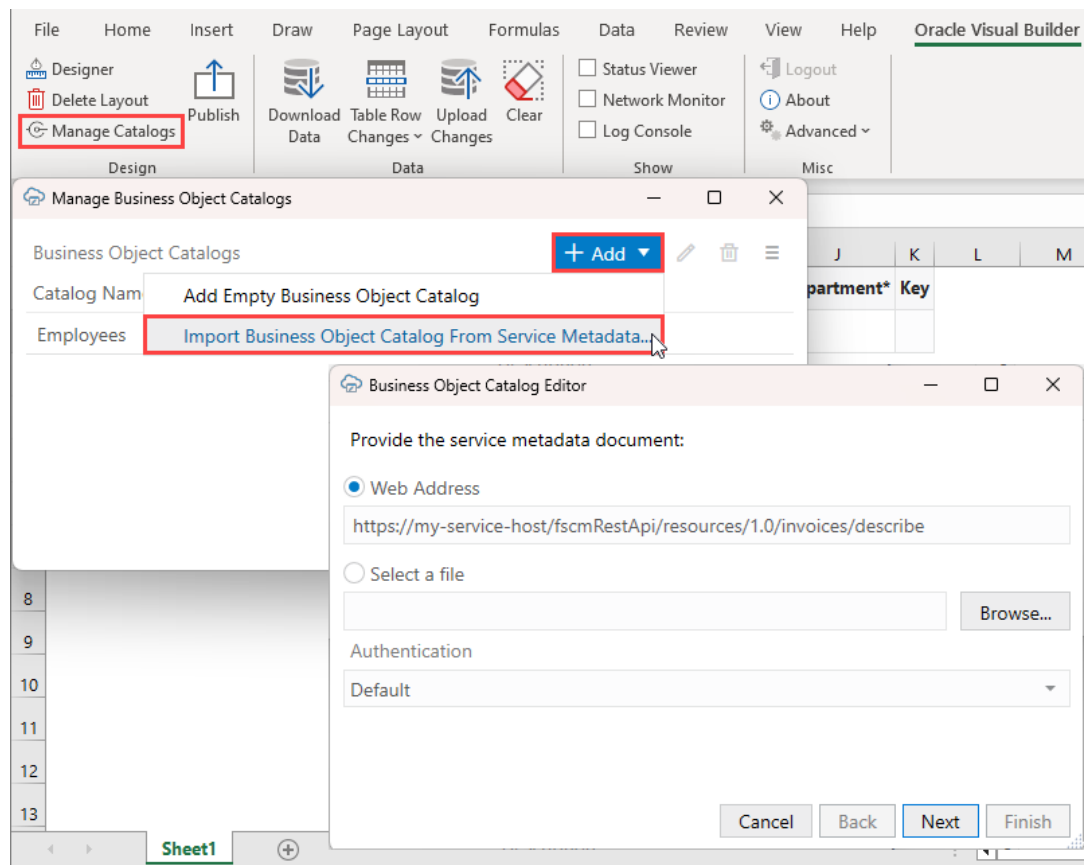 File Home Insert Draw Page Layout Formulas Data Review View Help Oracle Visual Builder
Designer
Delete Layout
Manage Catalogs
Publish
Design
Download Data
Table Row Changes
Upload Changes
Clear
Data
Status Viewer
Network Monitor
Log Console
Show
Logout
About
Advanced
Misc
Manage Business Object Catalogs
Business Object Catalogs
+ Add
Catalog Nam
Add Empty Business Object Catalog
Employees
Import Business Object Catalog From Service Metadata...
J K L M
partment* Key
Business Object Catalog Editor
Provide the service metadata document:
Web Address
https://my-service-host/fscmRestApi/resources/1.0/invoices/describe
Select a file
Browse...
Authentication
Default
Cancel Back Next Finish
8
9
10
11
12
13
Sheet1